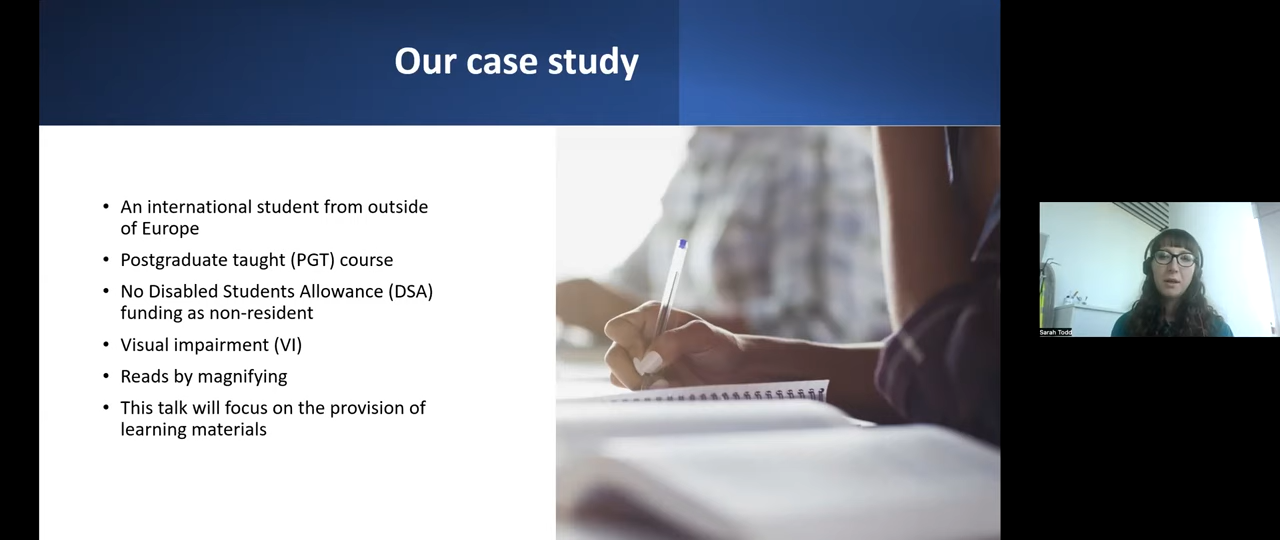 Our case study
• An international student from outside
of Europe
• Postgraduate taught (PGT) course
• No Disabled Students Allowance (DSA)
funding as non-resident
• Visual impairment (VI)
• Reads by magnifying
• This talk will focus on the provision of
learning materials
Sarah Todd